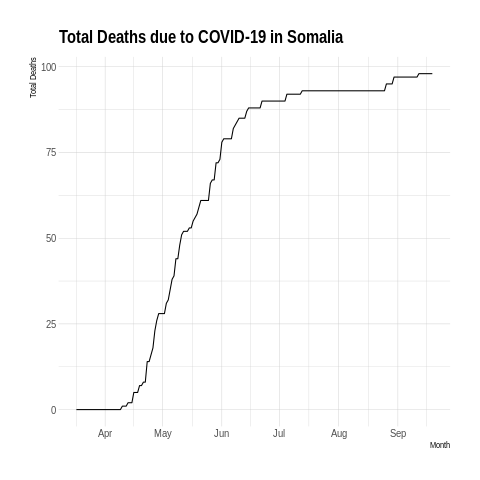 Total Deaths due to COVID-19 in Somalia
Total Deaths
100
75
50
25
0
Apr May Jun Jul Aug Sep
Month